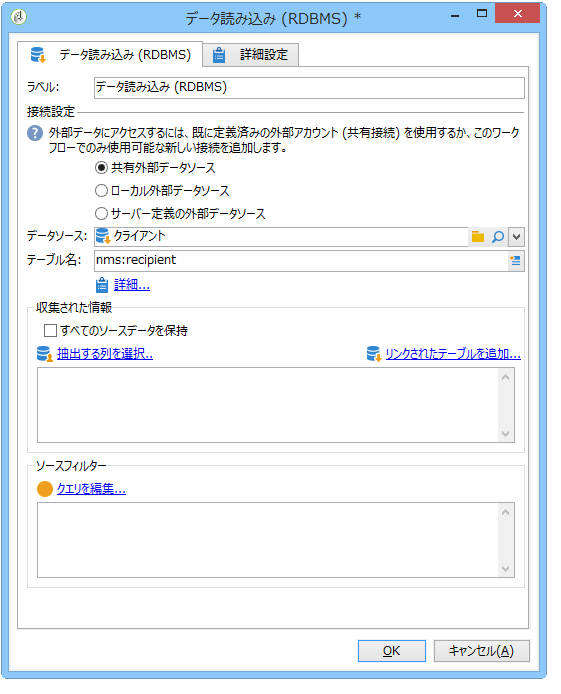 データ読み込み (RDBMS) *
データ読み込み (RDBMS)
詳細設定
ラベル: データ読み込み (RDBMS)
接続設定
外部データにアクセスするには、既に定義済みの外部アカウント (共有接続) を使用するか、このワーク
フローでのみ使用可能な新しい接続を追加します。
共有外部データソース
ローカル外部データソース
サーバー定義の外部データソース
データソース: クライアント
テーブル名: nms:recipient
詳細...
収集された情報
すべてのソースデータを保持
抽出する列を選択.. リンクされたテーブルを追加...
ソースフィルター
クエリを編集...
OK キャンセル(A)